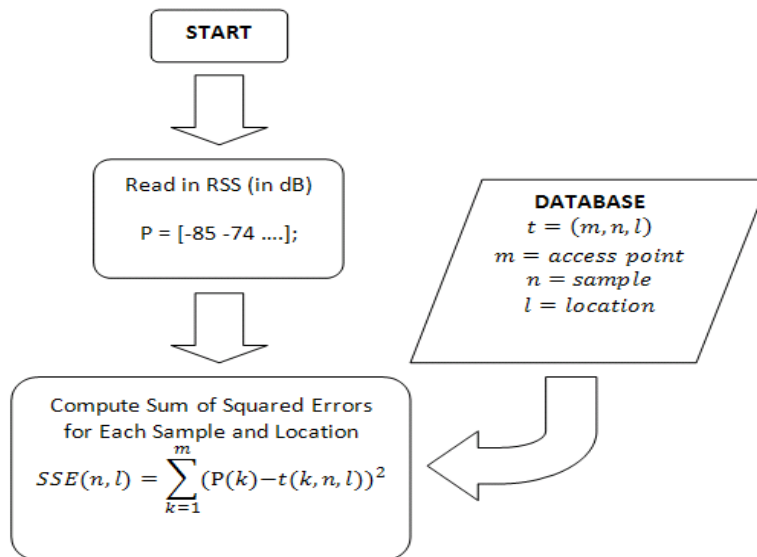 START
Read in RSS (in dB)
P = [-85 -74 ....];
DATABASE
t = (m, n, l)
m = access point
n = sample
l = location
Compute Sum of Squared Errors
for Each Sample and Location
SSE(n, l) = ∑_{k=1}^{m} (P(k)−t(k, n, l))²